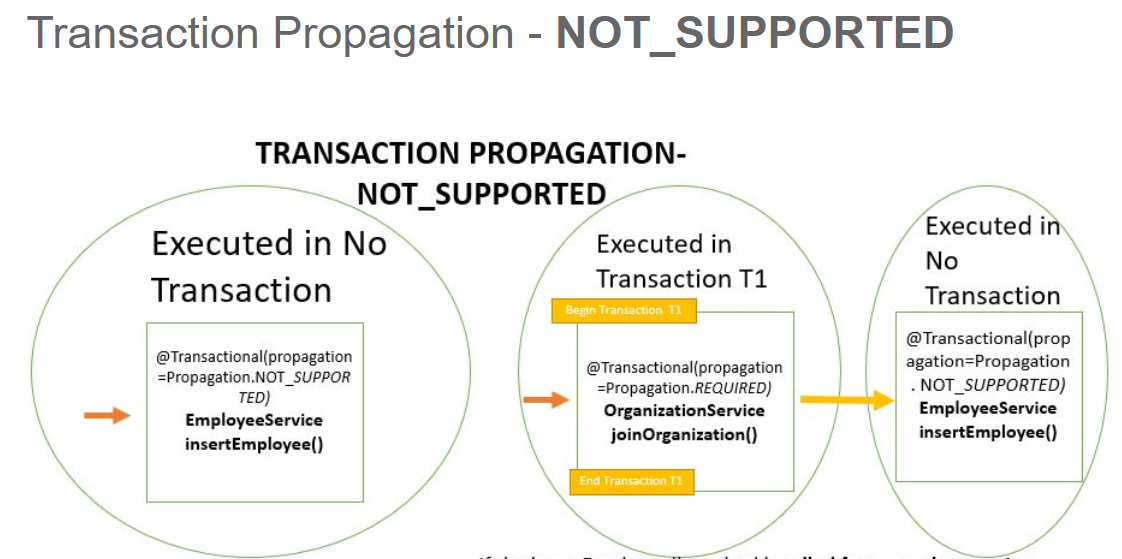 Transaction Propagation - NOT_SUPPORTED
TRANSACTION PROPAGATION-
NOT_SUPPORTED
Executed in No
Transaction
@Transactional(propagation
=Propagation.NOT_SUPPOR
TED)
EmployeeService
insertEmployee()
Executed in
Transaction T1
Begin Transaction T1
@Transactional(propagation
=Propagation.REQUIRED)
OrganizationService
joinOrganization()
End Transaction T1
Executed in
No
Transaction
@Transactional(prop
agation=Propagation
. NOT_SUPPORTED)
EmployeeService
insertEmployee()